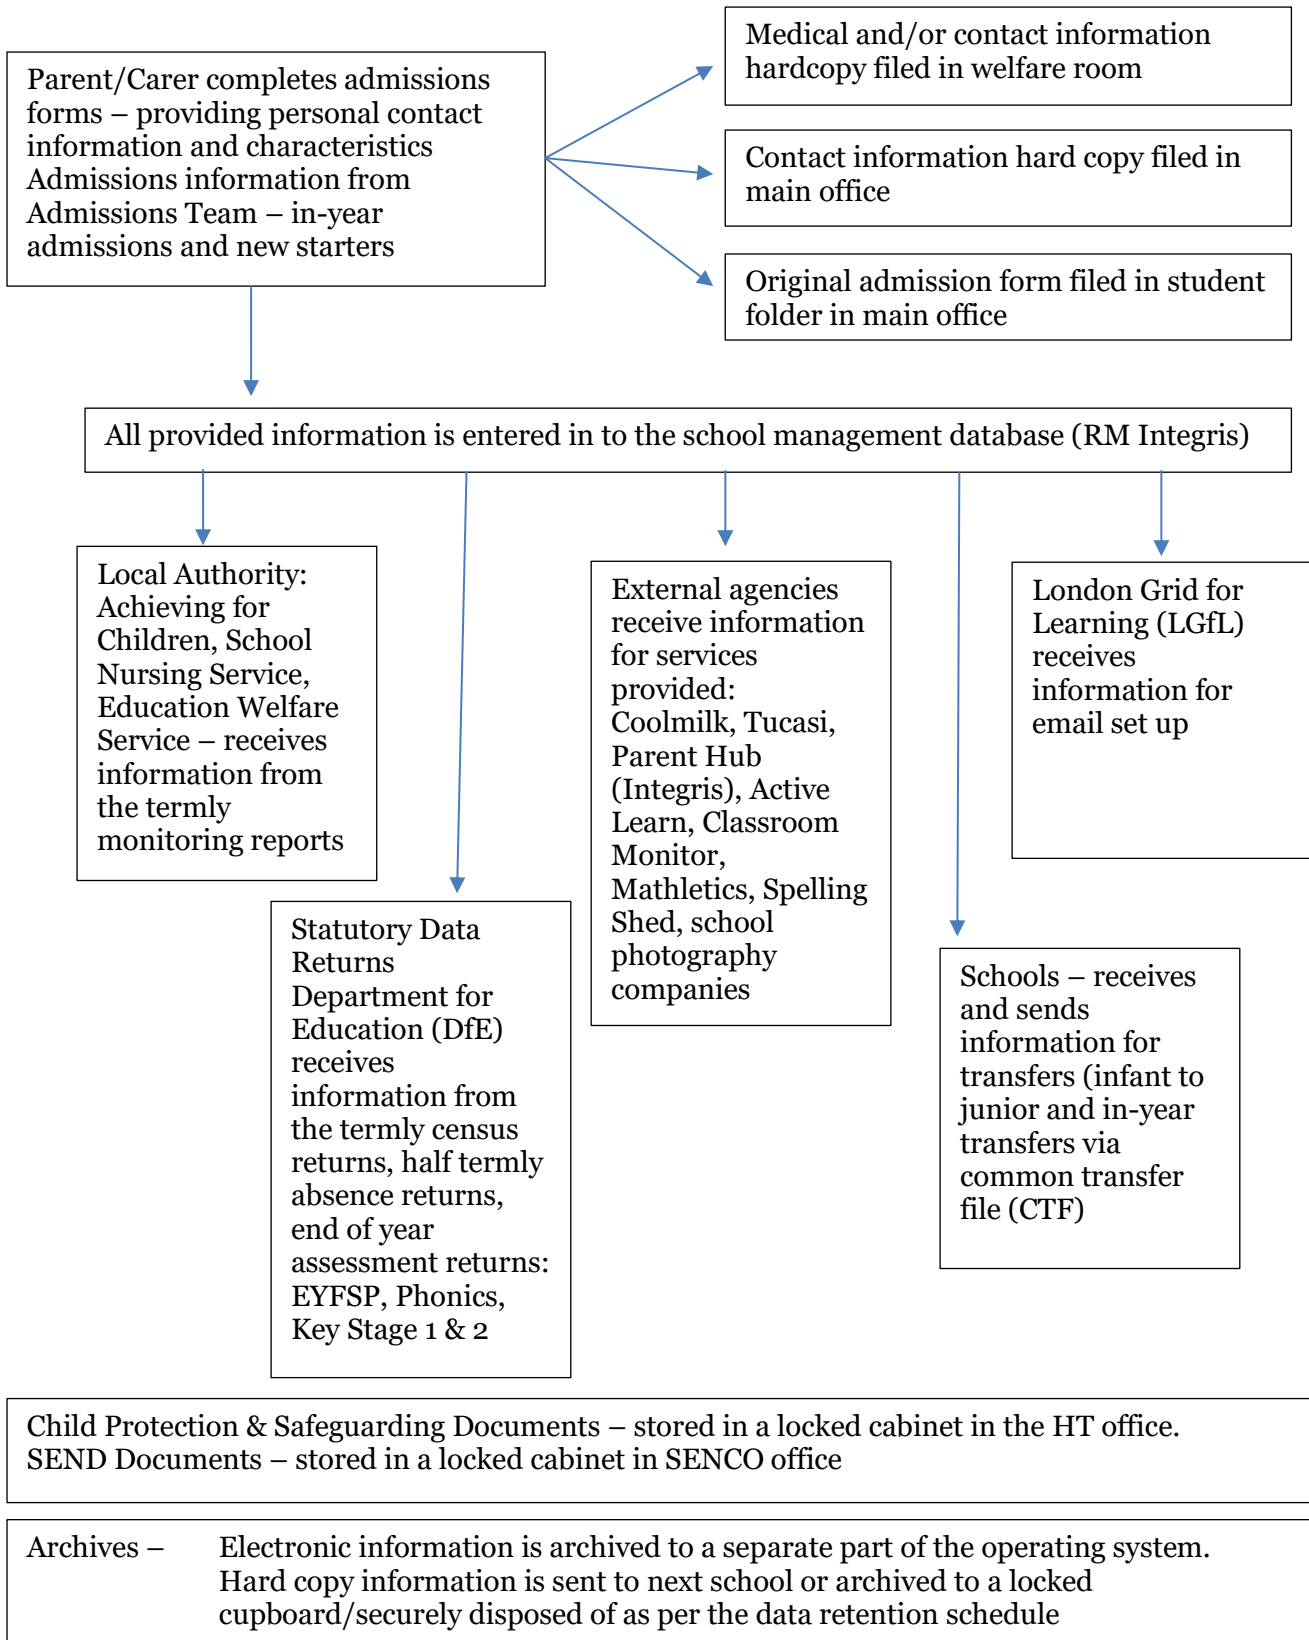 Parent/Carer completes admissions
forms – providing personal contact
information and characteristics
Admissions information from
Admissions Team – in-year
admissions and new starters
Medical and/or contact information
hardcopy filed in welfare room
Contact information hard copy filed in
main office
Original admission form filed in student
folder in main office
All provided information is entered in to the school management database (RM Integris)
Local Authority:
Achieving for
Children, School
Nursing Service,
Education Welfare
Service – receives
information from
the termly
monitoring reports
Statutory Data
Returns
Department for
Education (DfE)
receives
information from
the termly census
returns, half termly
absence returns,
end of year
assessment returns:
EYFSP, Phonics,
Key Stage 1 & 2
External agencies
receive information
for services
provided:
Coolmilk, Tucasi,
Parent Hub
(Integris), Active
Learn, Classroom
Monitor,
Mathletics, Spelling
Shed, school
photography
companies
Schools – receives
and sends
information for
transfers (infant to
junior and in-year
transfers via
common transfer
file (CTF)
London Grid for
Learning (LGfL)
receives
information for
email set up
Child Protection & Safeguarding Documents – stored in a locked cabinet in the HT office.
SEND Documents – stored in a locked cabinet in SENCO office
Archives – Electronic information is archived to a separate part of the operating system.
Hard copy information is sent to next school or archived to a locked
cupboard/securely disposed of as per the data retention schedule